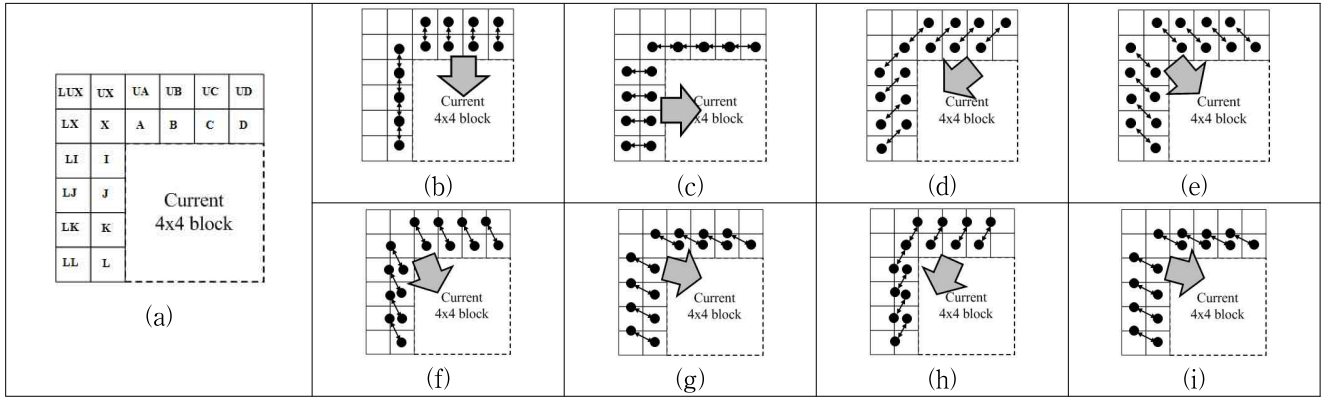 LUX UX UA UB UC UD
LX X A B C D
LI I
LJ J
LK K
LL L
Current
4x4 block
(a)
Current
4x4 block
(b)
Current
4x4 block
(c)
Current
4x4 block
(d)
Current
4x4 block
(e)
Current
4x4 block
(f)
Current
4x4 block
(g)
Current
4x4 block
(h)
Current
4x4 block
(i)